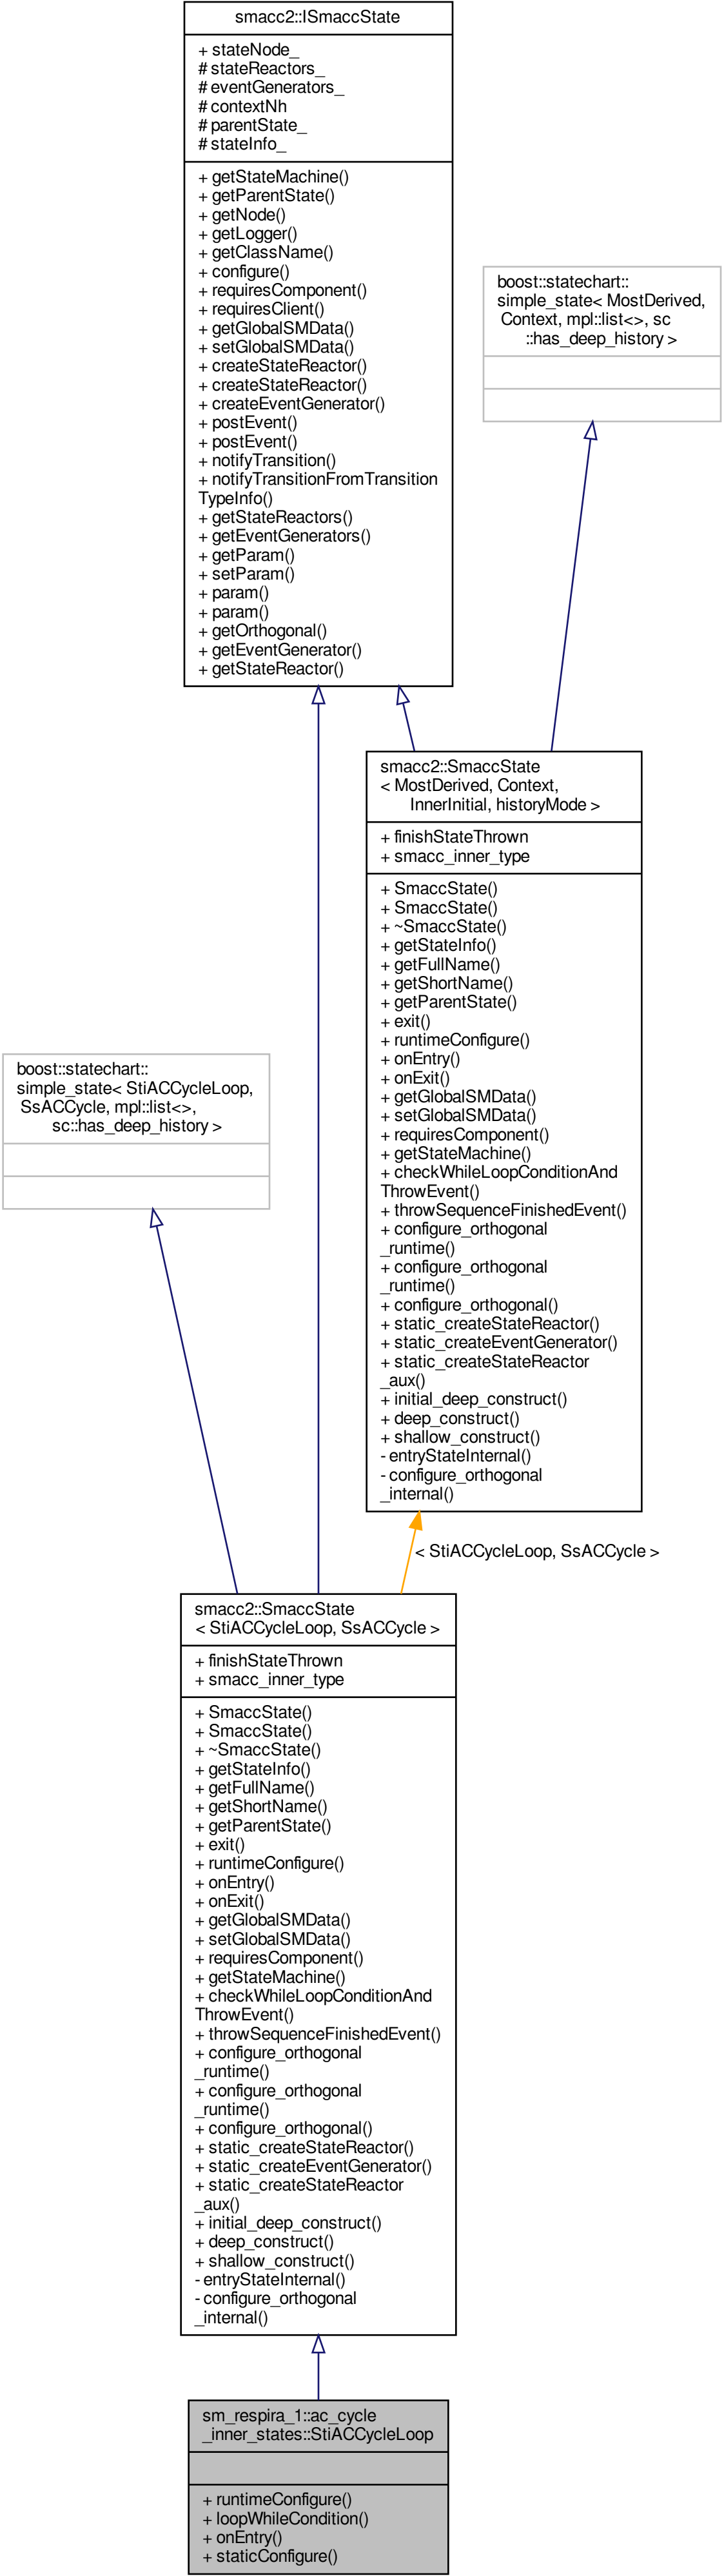 smacc2::ISmaccState
+ stateNode_
# stateReactors_
# eventGenerators_
# contextNh
# parentState_
# stateInfo_
+ getStateMachine()
+ getParentState()
+ getNode()
+ getLogger()
+ getClassName()
+ configure()
+ requiresComponent()
+ requiresClient()
+ getGlobalSMData()
+ setGlobalSMData()
+ createStateReactor()
+ createStateReactor()
+ createEventGenerator()
+ postEvent()
+ postEvent()
+ notifyTransition()
+ notifyTransitionFromTransition
TypeInfo()
+ getStateReactors()
+ getEventGenerators()
+ getParam()
+ setParam()
+ param()
+ param()
+ getOrthogonal()
+ getEventGenerator()
+ getStateReactor()
boost::statechart::
simple_state< MostDerived,
Context, mpl::list<>, sc
::has_deep_history >
smacc2::SmaccState
< MostDerived, Context,
InnerInitial, historyMode >
+ finishStateThrown
+ smacc_inner_type
+ SmaccState()
+ SmaccState()
+ ~SmaccState()
+ getStateInfo()
+ getFullName()
+ getShortName()
+ getParentState()
+ exit()
+ runtimeConfigure()
+ onEntry()
+ onExit()
+ getGlobalSMData()
+ setGlobalSMData()
+ requiresComponent()
+ getStateMachine()
+ checkWhileLoopConditionAnd
ThrowEvent()
+ throwSequenceFinishedEvent()
+ configure_orthogonal
_runtime()
+ configure_orthogonal
_runtime()
+ configure_orthogonal()
+ static_createStateReactor()
+ static_createEventGenerator()
+ static_createStateReactor
_aux()
+ initial_deep_construct()
+ deep_construct()
+ shallow_construct()
- entryStateInternal()
- configure_orthogonal
_internal()
boost::statechart::
simple_state< StiACCycleLoop,
SsACCycle, mpl::list<>,
sc::has_deep_history >
< StiACCycleLoop, SsACCycle >
smacc2::SmaccState
< StiACCycleLoop, SsACCycle >
+ finishStateThrown
+ smacc_inner_type
+ SmaccState()
+ SmaccState()
+ ~SmaccState()
+ getStateInfo()
+ getFullName()
+ getShortName()
+ getParentState()
+ exit()
+ runtimeConfigure()
+ onEntry()
+ onExit()
+ getGlobalSMData()
+ setGlobalSMData()
+ requiresComponent()
+ getStateMachine()
+ checkWhileLoopConditionAnd
ThrowEvent()
+ throwSequenceFinishedEvent()
+ configure_orthogonal
_runtime()
+ configure_orthogonal
_runtime()
+ configure_orthogonal()
+ static_createStateReactor()
+ static_createEventGenerator()
+ static_createStateReactor
_aux()
+ initial_deep_construct()
+ deep_construct()
+ shallow_construct()
- entryStateInternal()
- configure_orthogonal
_internal()
sm_respira_1::ac_cycle
_inner_states::StiACCycleLoop
+ runtimeConfigure()
+ loopWhileCondition()
+ onEntry()
+ staticConfigure()